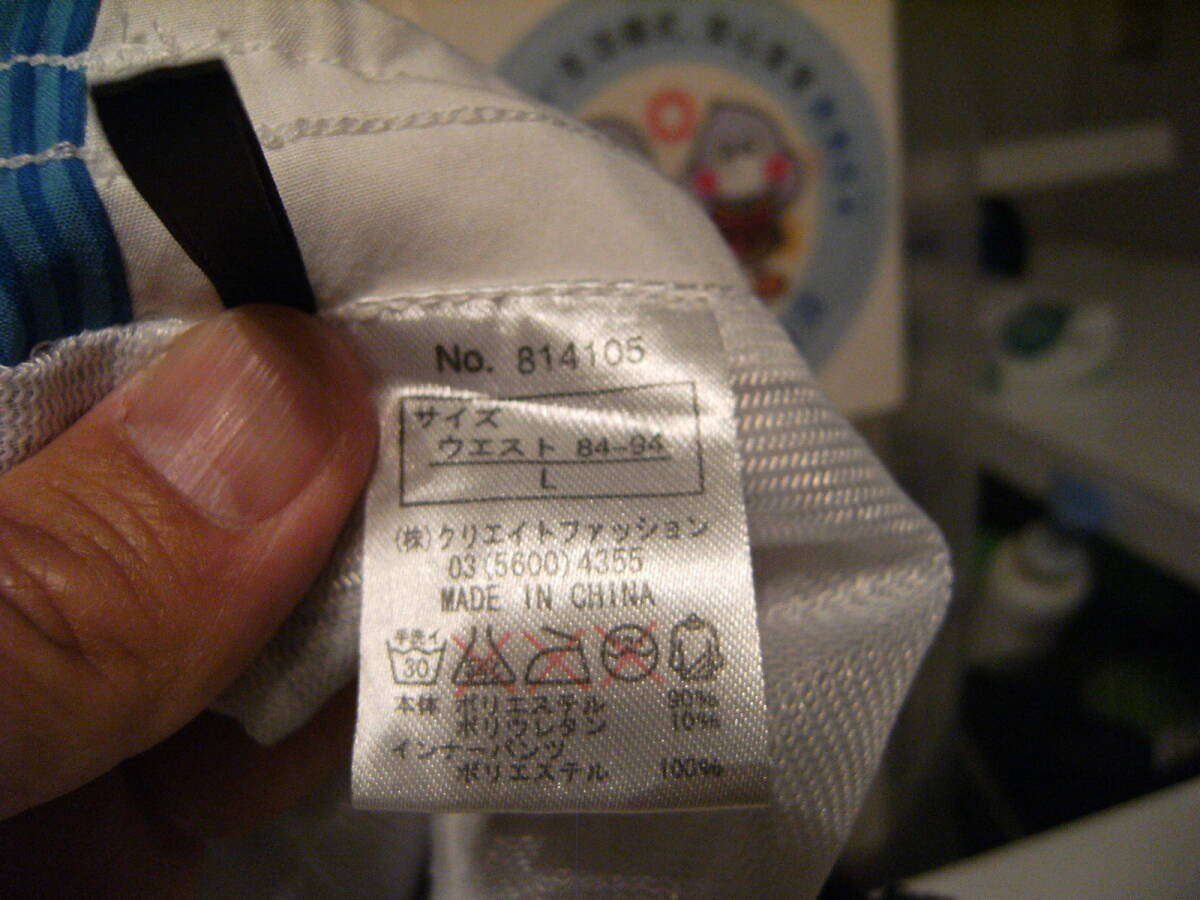 No. 814105
サイズ
ウエスト 84-94
L
(株)クリエイトファッション
03(5600)4355
MADE IN CHINA
手洗イ
30
本体 ポリエステル 90%
ポリウレタン 10%
インナーパンツ
ポリエステル 100%